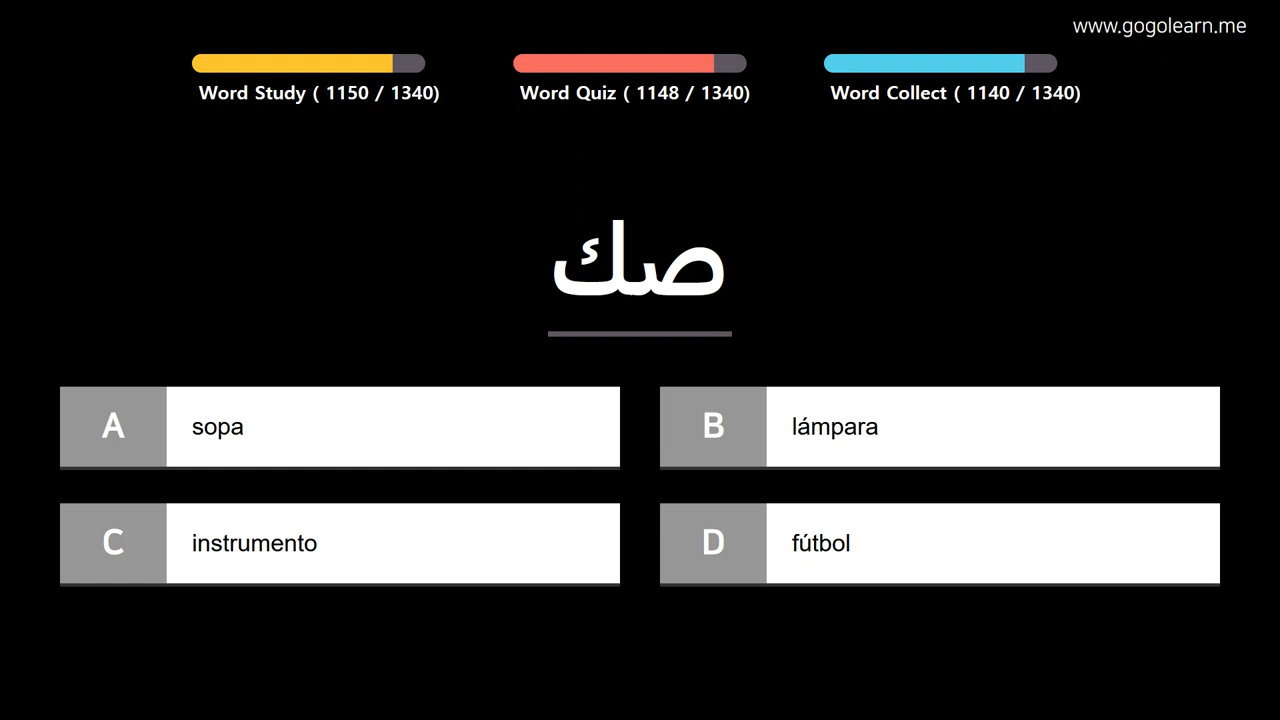 www.gogolearn.me
Word Study ( 1150 / 1340)
Word Quiz ( 1148 / 1340)
Word Collect ( 1140 / 1340)
صك
A sopa
B lámpara
C instrumento
D fútbol